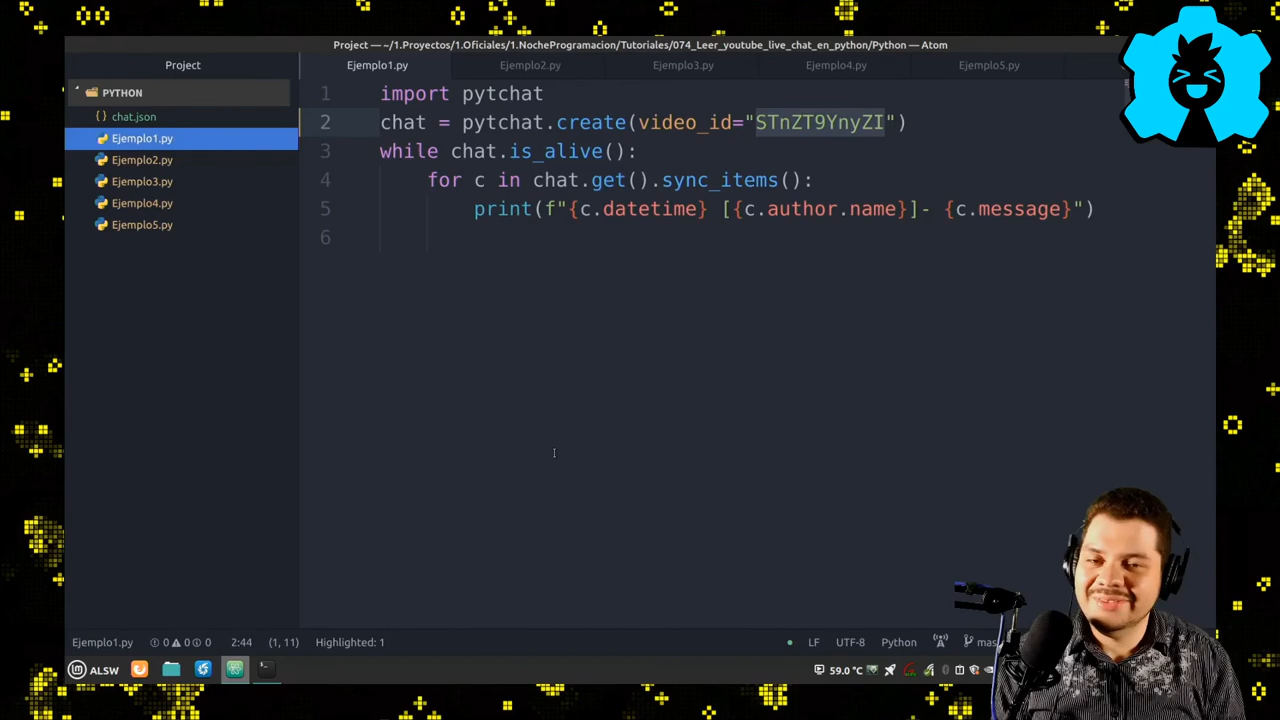 Project — ~/1.Proyectos/1.Oficiales/1.NocheProgramacion/Tutoriales/074_Leer_youtube_live_chat_en_python/Python — Atom
Project
Ejemplo1.py
Ejemplo2.py
Ejemplo3.py
Ejemplo4.py
Ejemplo5.py
PYTHON
{} chat.json
Ejemplo1.py
Ejemplo2.py
Ejemplo3.py
Ejemplo4.py
Ejemplo5.py
1 import pytchat
2 chat = pytchat.create(video_id="STnZT9YnyZI")
3 while chat.is_alive():
4 for c in chat.get().sync_items():
5 print(f"{c.datetime} [{c.author.name}]- {c.message}")
6
Ejemplo1.py 0 0 0 2:44 (1, 11) Highlighted: 1 LF UTF-8 Python mas
ALSW 59.0 °C